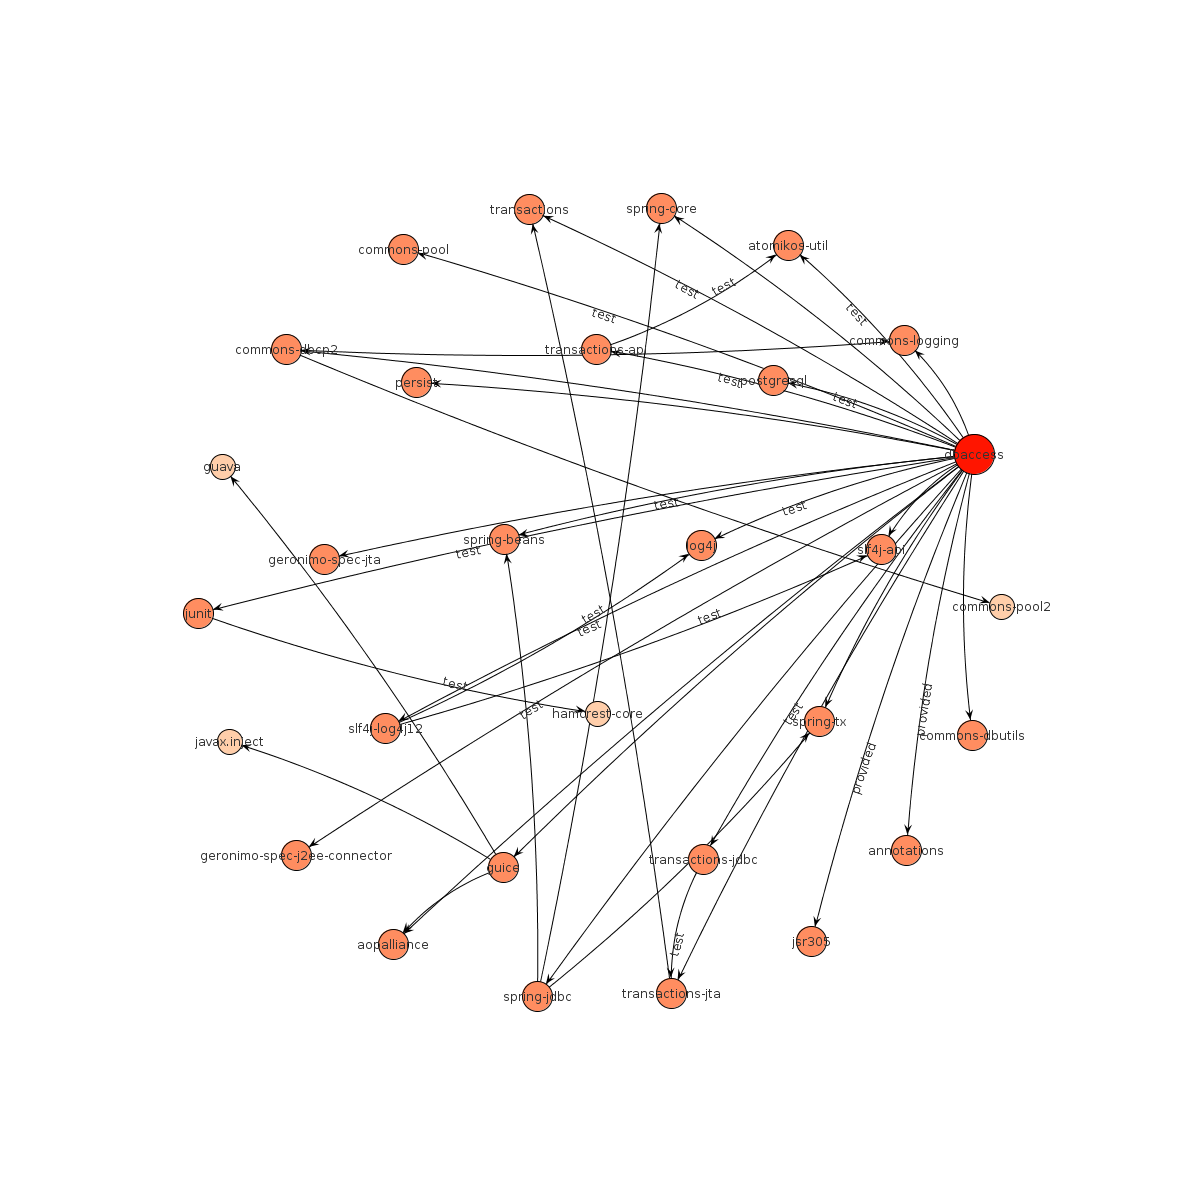 transactions
spring-core
commons-pool
atomikos-util
test
test
test
test
commons-dbcp2
transactions-api
commons-logging
persist
test
postgresql
test
dbaccess
guava
test
test
spring-beans
log4j
slf4j-api
geronimo-spec-jta
test
junit
commons-pool2
test
test
test
test
hamcrest-core
test
test
provided
slf4j-log4j12
spring-tx
commons-dbutils
javax.inject
provided
geronimo-spec-j2ee-connector
guice
transactions-jdbc
annotations
aopalliance
test
jsr305
spring-jdbc
transactions-jta